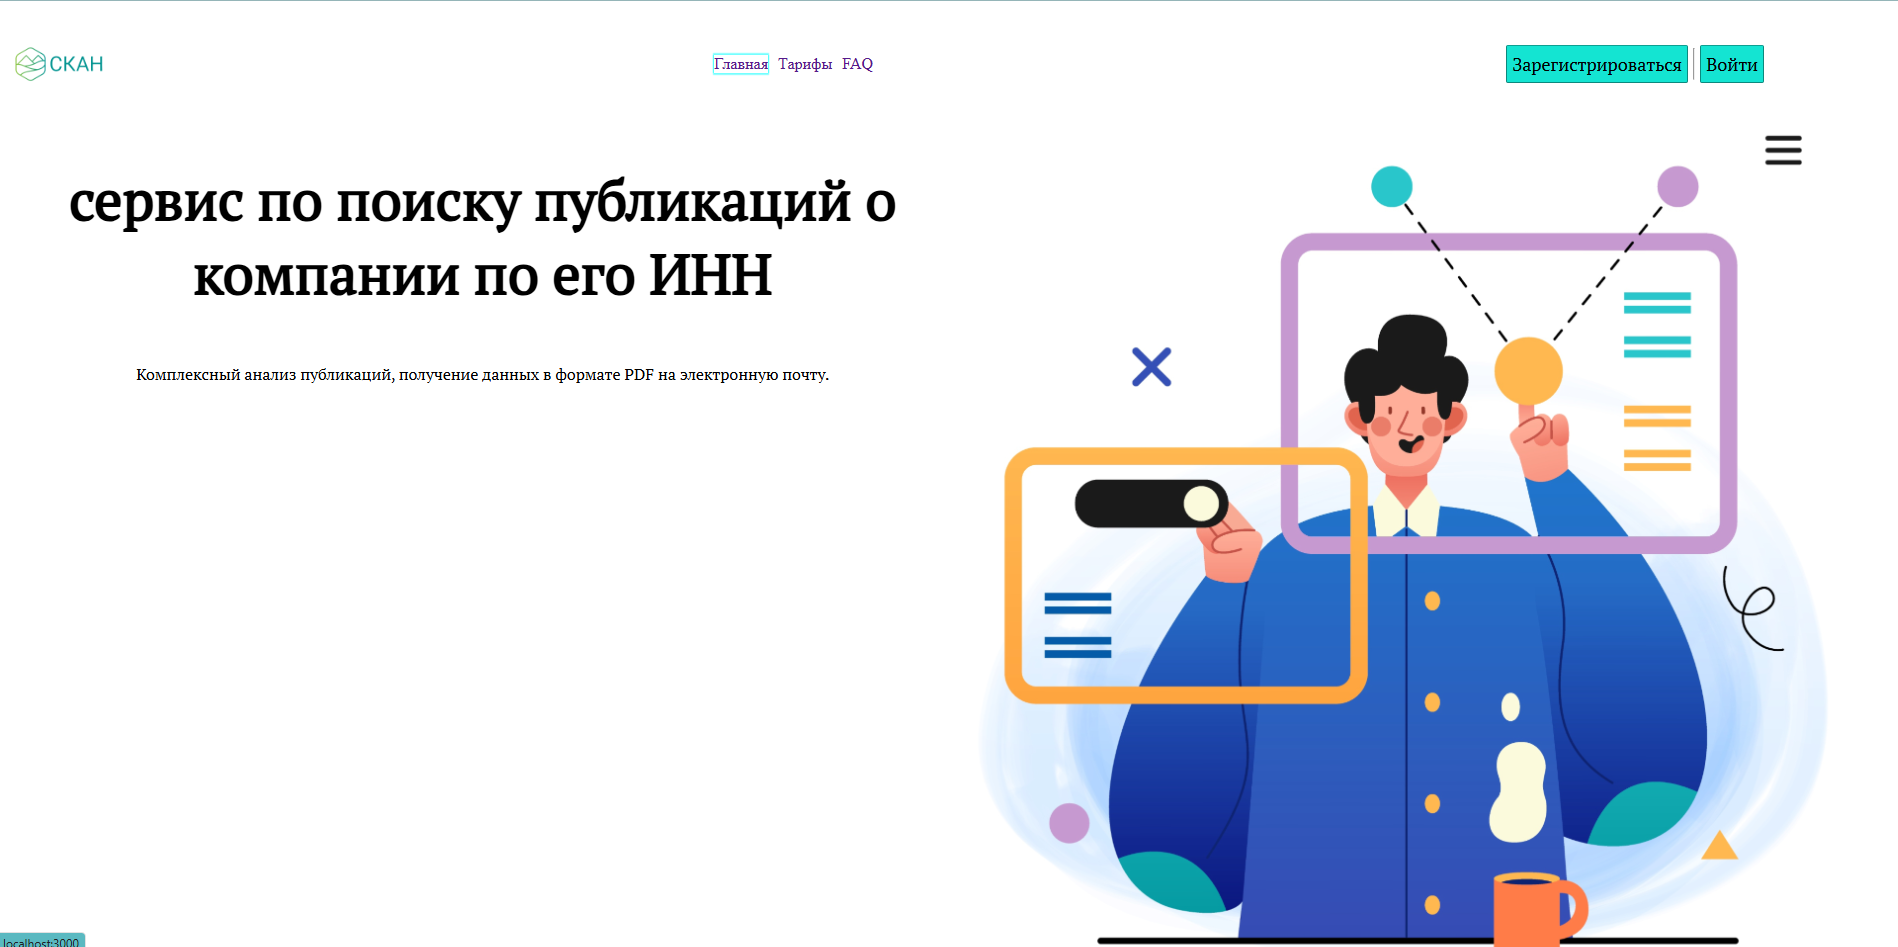 СКАН
Главная Тарифы FAQ
Зарегистрироваться Войти
сервис по поиску публикаций о
компании по его ИНН
Комплексный анализ публикаций, получение данных в формате PDF на электронную почту.
localhost:3000